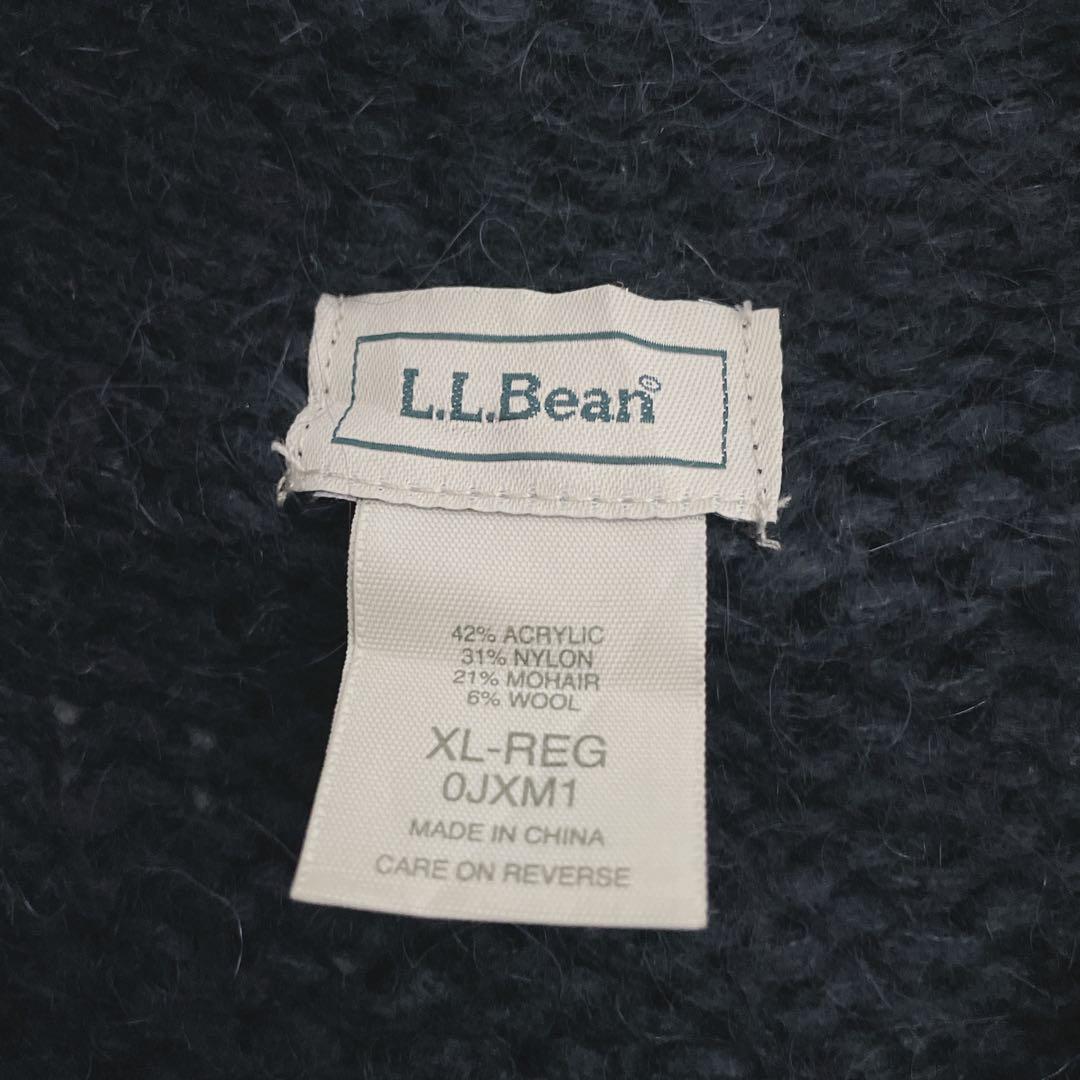 L.L.Bean®
42% ACRYLIC
31% NYLON
21% MOHAIR
6% WOOL
XL-REG
0JXM1
MADE IN CHINA
CARE ON REVERSE